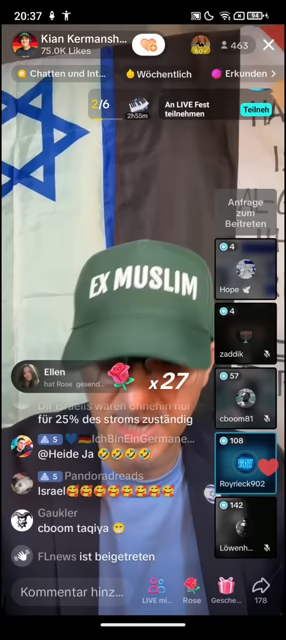 20:37
94
Kian Kermansh...
75.0K Likes
463
Chatten und Int...
Wöchentlich
Erkunden >
2/6
2h55m
An LIVE Fest
teilnehmen
Teilneh
Anfrage
zum
Beitreten
4
Hope
EX MUSLIM
4
zaddik
Ellen
hat Rose gesend...
x27
57
cboom81
für 25% des stroms zuständig
5 IchBinEinGermane...
@Heide Ja 🤣🤣🤣🤣
108
Royrieck902
5 Pandoradreads
Israel🥰🥰🥰🥰🥰🥰🥰🥰
Gaukler
cboom taqiya 😁
142
Löwenh...
FLnews ist beigetreten
Kommentar hinz...
LIVE mi...
Rose
Gesche...
178